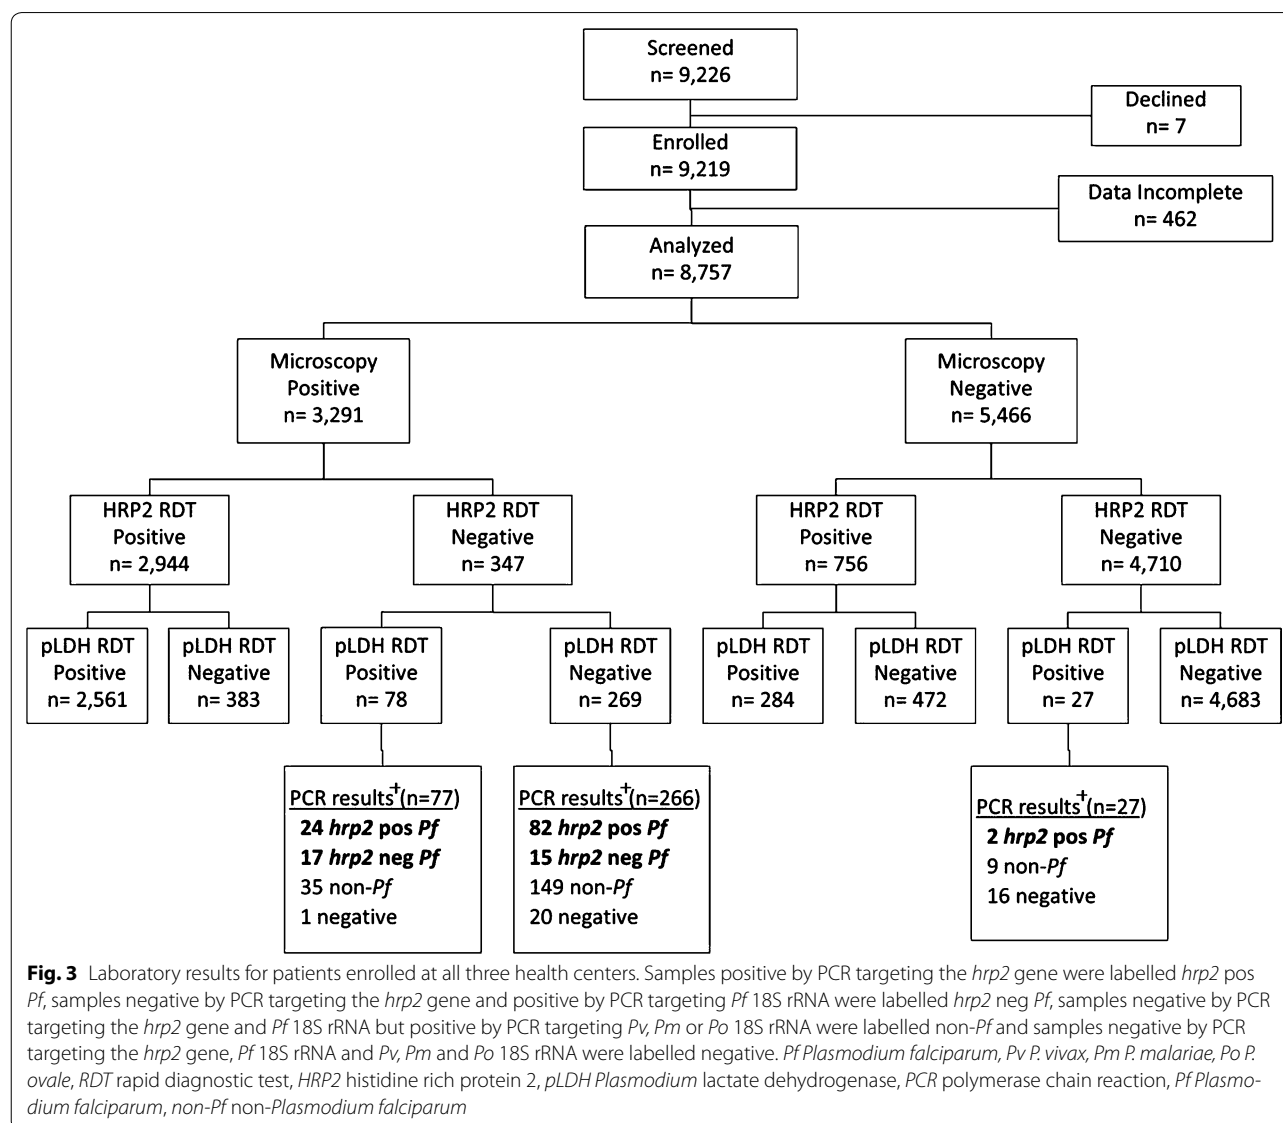 Screened
n= 9,226
Declined
n= 7
Enrolled
n= 9,219
Data Incomplete
n= 462
Analyzed
n= 8,757
Microscopy
Positive
n= 3,291
Microscopy
Negative
n= 5,466
HRP2 RDT
Positive
n= 2,944
HRP2 RDT
Negative
n= 347
HRP2 RDT
Positive
n= 756
HRP2 RDT
Negative
n= 4,710
pLDH RDT
Positive
n= 2,561
pLDH RDT
Negative
n= 383
pLDH RDT
Positive
n= 78
pLDH RDT
Negative
n= 269
pLDH RDT
Positive
n= 284
pLDH RDT
Negative
n= 472
pLDH RDT
Positive
n= 27
pLDH RDT
Negative
n= 4,683
PCR results+(n=77)
24 hrp2 pos Pf
17 hrp2 neg Pf
35 non-Pf
1 negative
PCR results+(n=266)
82 hrp2 pos Pf
15 hrp2 neg Pf
149 non-Pf
20 negative
PCR results+(n=27)
2 hrp2 pos Pf
9 non-Pf
16 negative
Fig. 3 Laboratory results for patients enrolled at all three health centers. Samples positive by PCR targeting the hrp2 gene were labelled hrp2 pos
Pf, samples negative by PCR targeting the hrp2 gene and positive by PCR targeting Pf 18S rRNA were labelled hrp2 neg Pf, samples negative by PCR
targeting the hrp2 gene and Pf 18S rRNA but positive by PCR targeting Pv, Pm or Po 18S rRNA were labelled non-Pf and samples negative by PCR
targeting the hrp2 gene, Pf 18S rRNA and Pv, Pm and Po 18S rRNA were labelled negative. Pf Plasmodium falciparum, Pv P. vivax, Pm P. malariae, Po P.
ovale, RDT rapid diagnostic test, HRP2 histidine rich protein 2, pLDH Plasmodium lactate dehydrogenase, PCR polymerase chain reaction, Pf Plasmo-
dium falciparum, non-Pf non-Plasmodium falciparum